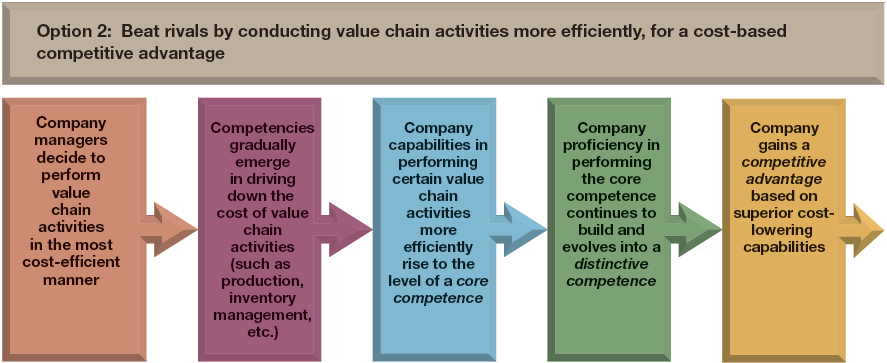 Option 2: Beat rivals by conducting value chain activities more efficiently, for a cost-based
competitive advantage
Company
managers
decide to
perform
value
chain
activities
in the most
cost-efficient
manner
Competencies
gradually
emerge
in driving
down the
cost of value
chain
activities
(such as
production,
inventory
management,
etc.)
Company
capabilities in
performing
certain value
chain
activities
more
efficiently
rise to the
level of a core
competence
Company
proficiency in
performing
the core
competence
continues to
build and
evolves into a
distinctive
competence
Company
gains a
competitive
advantage
based on
superior cost-
lowering
capabilities